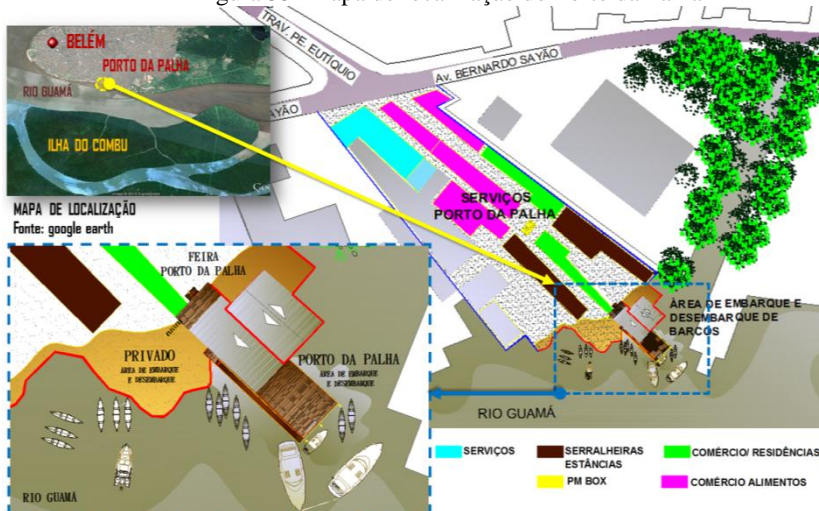 BELÉM
PORTO DA PALHA
RIO GUAMÁ
ILHA DO COMBU
MAPA DE LOCALIZAÇÃO
Fonte: google earth
TRAV. PE. EUTÍQUIO
Av. BERNARDO SAYÃO
SAYÃO
SERVIÇOS
PORTO DA PALHA
ÀREA DE EMBARQUE E
DESEMBARQUE DE
BARCOS
RIO GUAMÁ
FEIRA
PORTO DA PALHA
PRIVADO
ÁREA DE EMBARQUE
E DESEMBARQUE
PORTO DA PALHA
ÁREA DE EMBARQUE
E DESEMBARQUE
RIO GUAMÁ
SERVIÇOS
SERRALHEIRAS
ESTÂNCIAS
COMÉRCIO/ RESIDÊNCIAS
PM BOX
COMÉRCIO ALIMENTOS